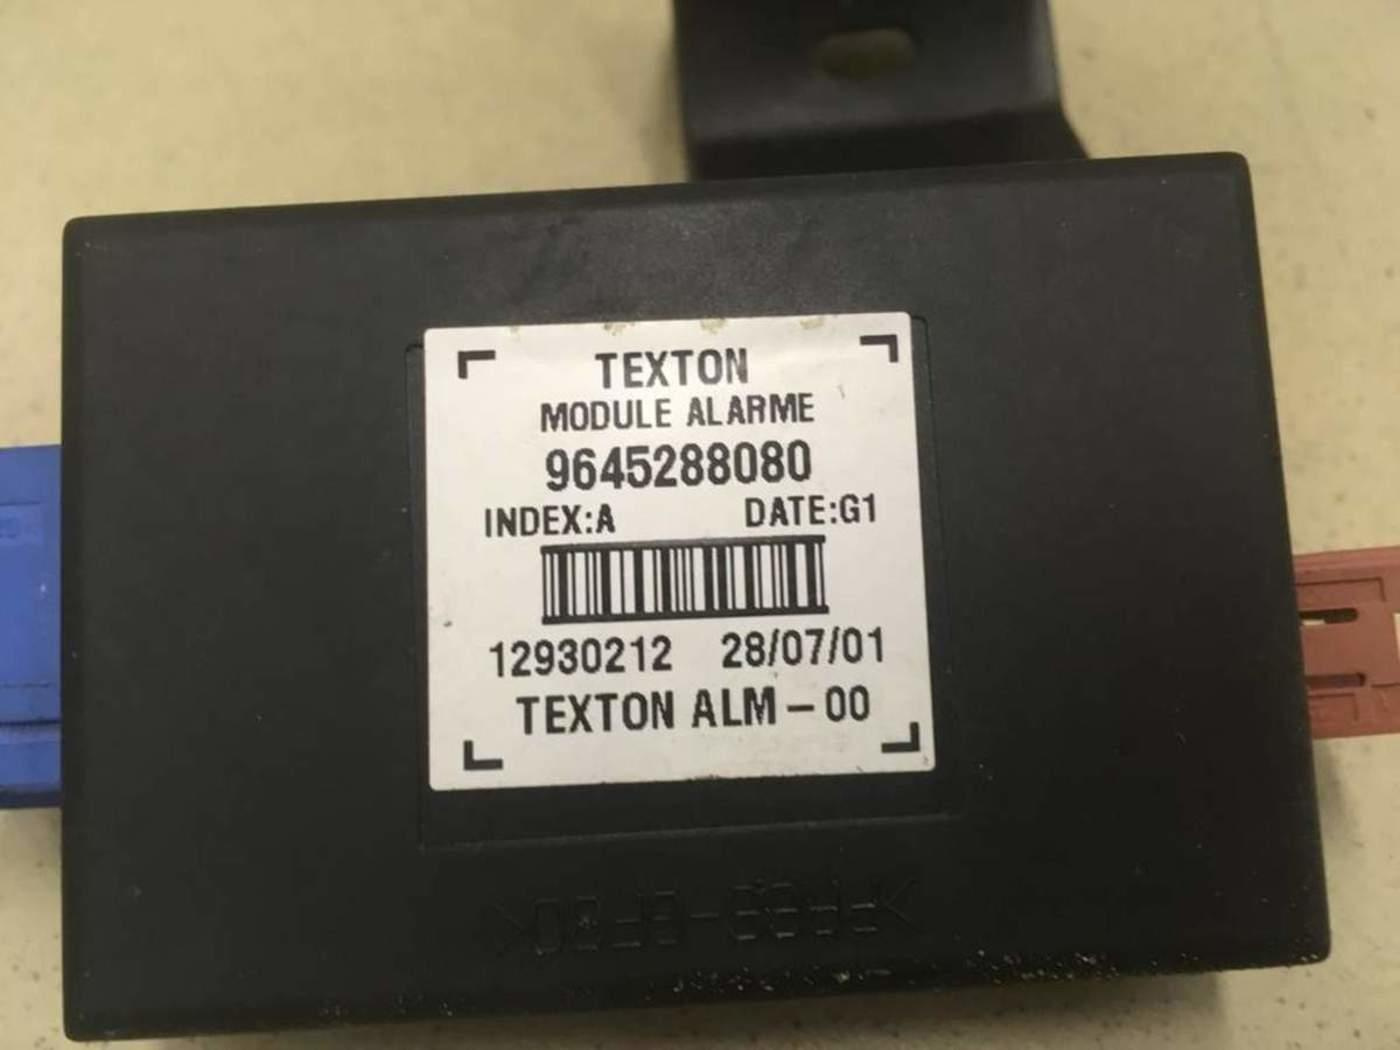 TEXTON
MODULE ALARME
9645288080
INDEX:A DATE:G1
12930212 28/07/01
TEXTON ALM – 00